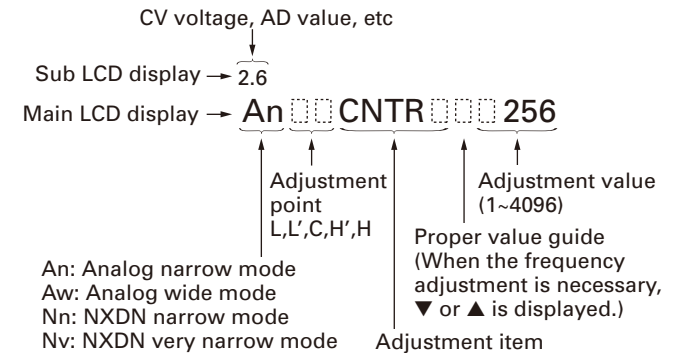 CV voltage, AD value, etc
Sub LCD display → 2.6
Main LCD display → An CNTR 256
Adjustment
point
L,L',C,H',H
Adjustment value
(1~4096)
Proper value guide
(When the frequency
adjustment is necessary,
▼ or ▲ is displayed.)
An: Analog narrow mode
Aw: Analog wide mode
Nn: NXDN narrow mode
Nv: NXDN very narrow mode
Adjustment item